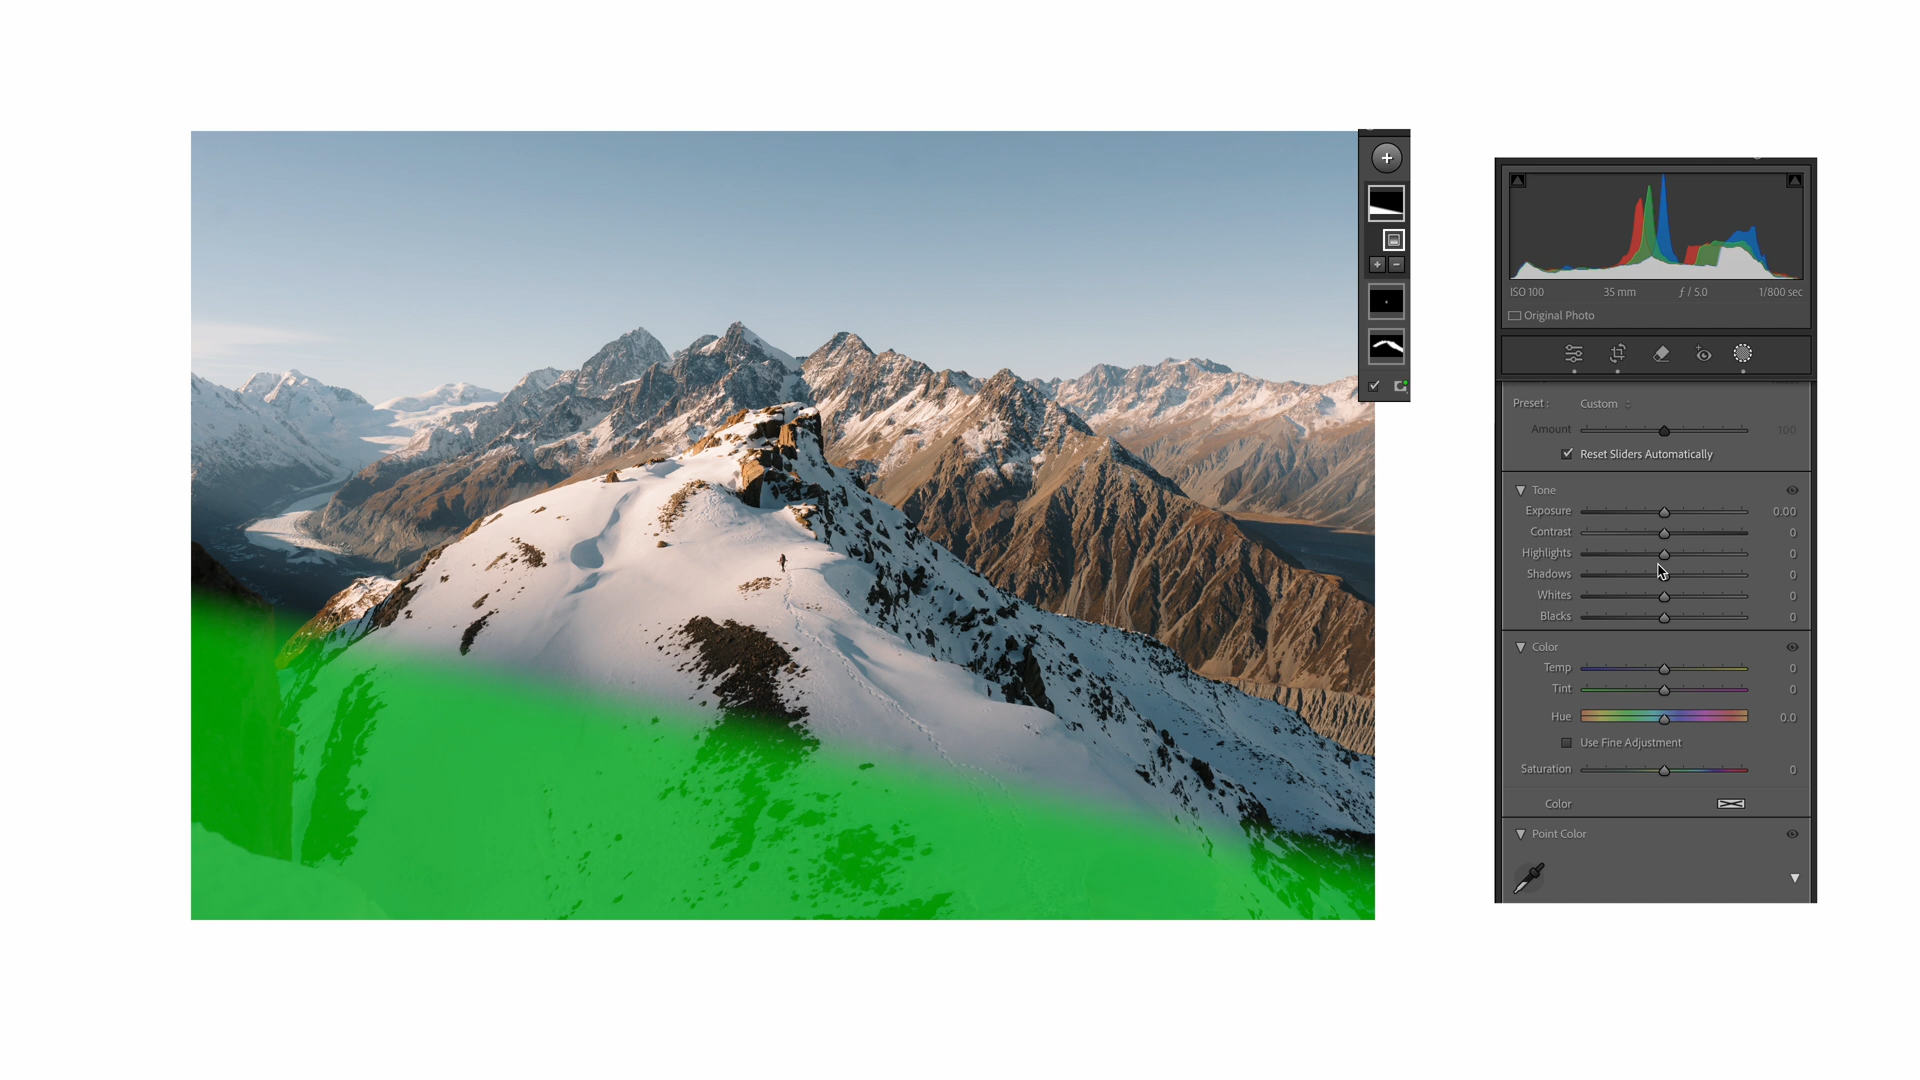 ISO 100 35 mm ƒ / 5.0 1/800 sec
Original Photo
Preset : Custom
Amount 100
Reset Sliders Automatically
Tone
Exposure 0.00
Contrast 0
Highlights 0
Shadows 0
Whites 0
Blacks 0
Color
Temp 0
Tint 0
Hue 0.0
Use Fine Adjustment
Saturation 0
Color
Point Color